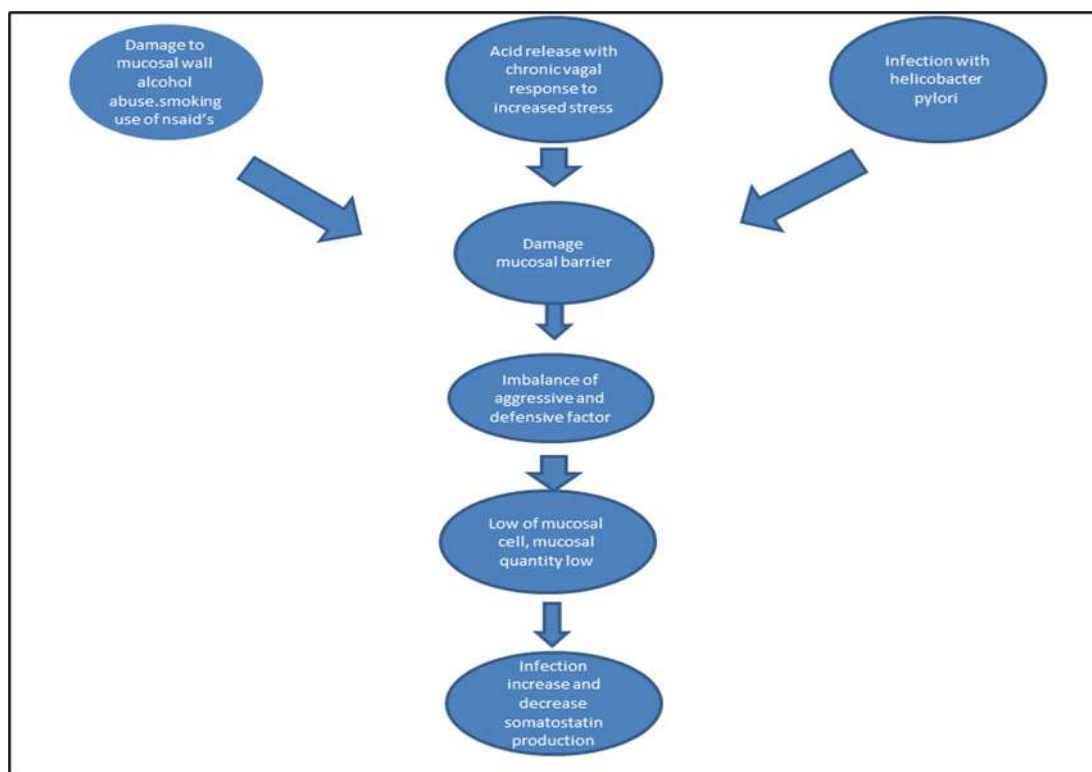 Damage to
mucosal wall
alcohol
abuse.smoking
use of nsaid's
Acid release with
chronic vagal
response to
increased stress
Infection with
helicobacter
pylori
Damage
mucosal barrier
Imbalance of
aggressive and
defensive factor
Low of mucosal
cell, mucosal
quantity low
Infection
increase and
decrease
somatostatin
production